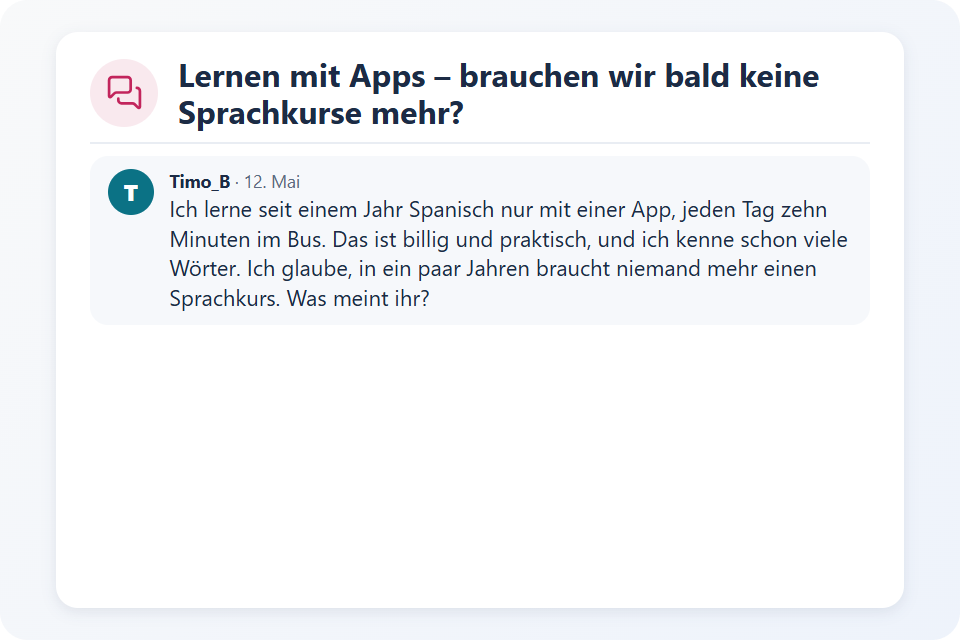 Lernen mit Apps – brauchen wir bald keine
Sprachkurse mehr?
T
Timo_B · 12. Mai
Ich lerne seit einem Jahr Spanisch nur mit einer App, jeden Tag zehn
Minuten im Bus. Das ist billig und praktisch, und ich kenne schon viele
Wörter. Ich glaube, in ein paar Jahren braucht niemand mehr einen
Sprachkurs. Was meint ihr?